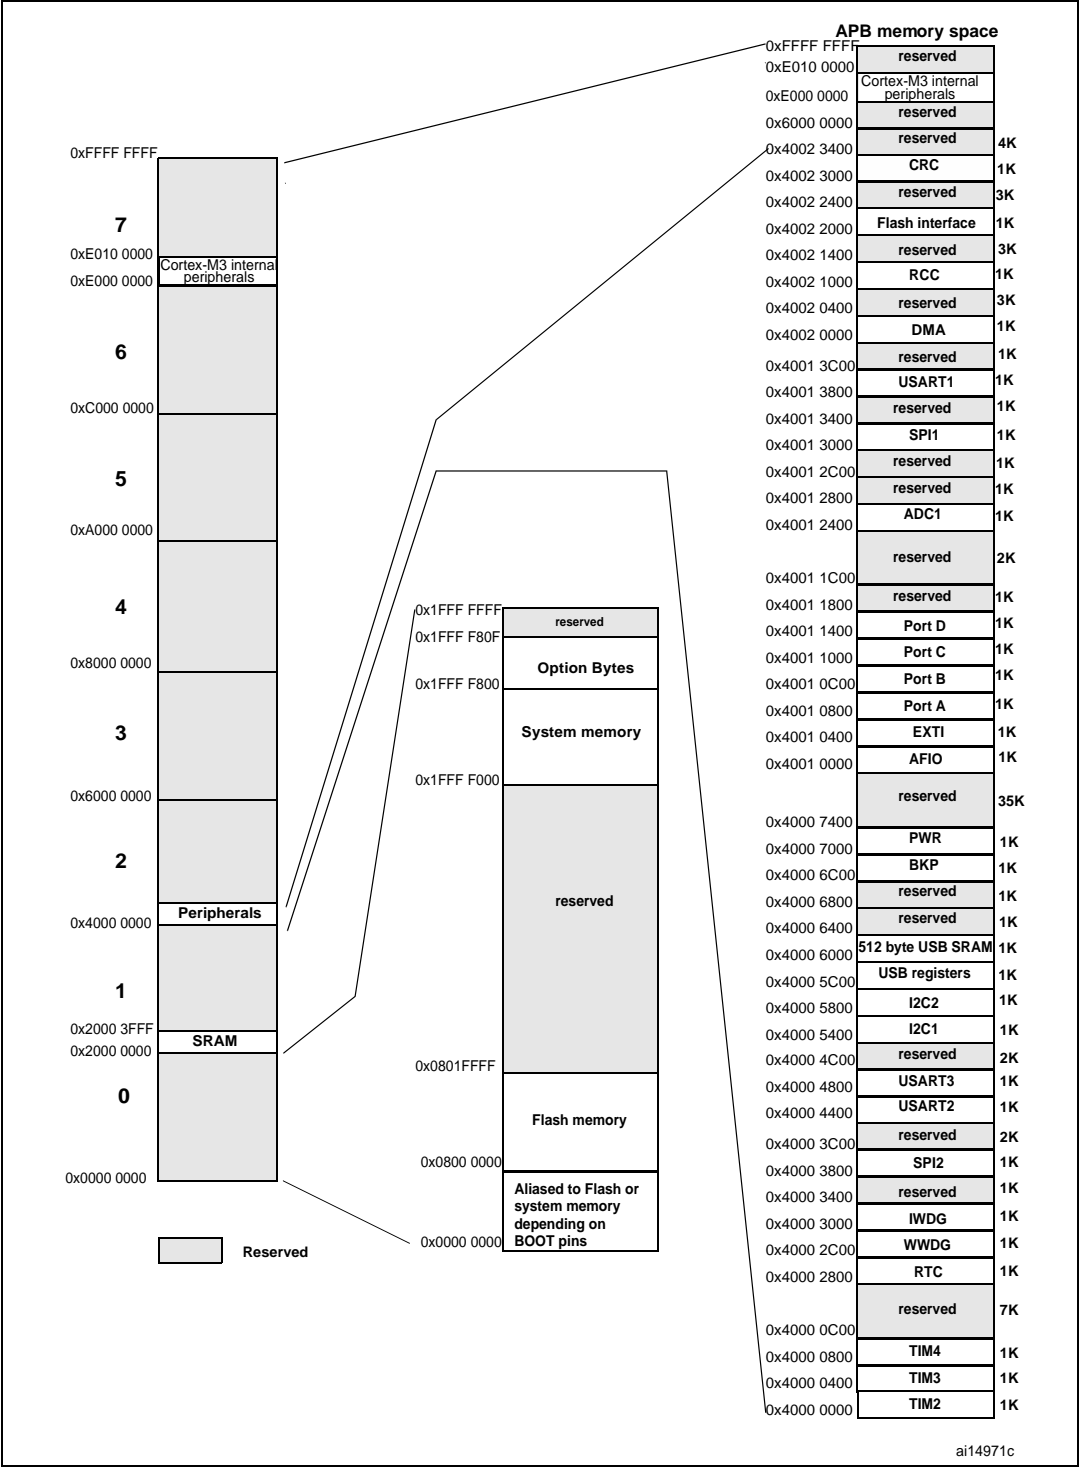 APB memory space
0xFFFF FFFF
reserved
0xE010 0000
Cortex-M3 internal
peripherals
0xE000 0000
reserved
0x6000 0000
reserved
4K
0x4002 3400
CRC
1K
0x4002 3000
reserved
3K
0x4002 2400
Flash interface
1K
0x4002 2000
reserved
3K
0x4002 1400
RCC
1K
0x4002 1000
reserved
3K
0x4002 0400
DMA
1K
0x4002 0000
reserved
1K
0x4001 3C00
USART1
1K
0x4001 3800
reserved
1K
0x4001 3400
SPI1
1K
0x4001 3000
reserved
1K
0x4001 2C00
reserved
1K
0x4001 2800
ADC1
1K
0x4001 2400
reserved
2K
0x4001 1C00
reserved
1K
0x4001 1800
Port D
1K
0x4001 1400
Port C
1K
0x4001 1000
Port B
1K
0x4001 0C00
Port A
1K
0x4001 0800
EXTI
1K
0x4001 0400
AFIO
1K
0x4001 0000
reserved
35K
0x4000 7400
PWR
1K
0x4000 7000
BKP
1K
0x4000 6C00
reserved
1K
0x4000 6800
reserved
1K
0x4000 6400
512 byte USB SRAM
1K
0x4000 6000
USB registers
1K
0x4000 5C00
I2C2
1K
0x4000 5800
I2C1
1K
0x4000 5400
reserved
2K
0x4000 4C00
USART3
1K
0x4000 4800
USART2
1K
0x4000 4400
reserved
2K
0x4000 3C00
SPI2
1K
0x4000 3800
reserved
1K
0x4000 3400
IWDG
1K
0x4000 3000
WWDG
1K
0x4000 2C00
RTC
1K
0x4000 2800
reserved
7K
0x4000 0C00
TIM4
1K
0x4000 0800
TIM3
1K
0x4000 0400
TIM2
1K
0x4000 0000
0xFFFF FFFF
7
0xE010 0000
Cortex-M3 internal
peripherals
0xE000 0000
6
0xC000 0000
5
0xA000 0000
4
0x8000 0000
3
0x6000 0000
2
Peripherals
0x4000 0000
1
0x2000 3FFF
SRAM
0x2000 0000
0
0x0000 0000
Reserved
0x1FFF FFFF
reserved
0x1FFF F80F
Option Bytes
0x1FFF F800
System memory
0x1FFF F000
reserved
0x0801FFFF
Flash memory
0x0800 0000
Aliased to Flash or
system memory
depending on
BOOT pins
0x0000 0000
ai14971c